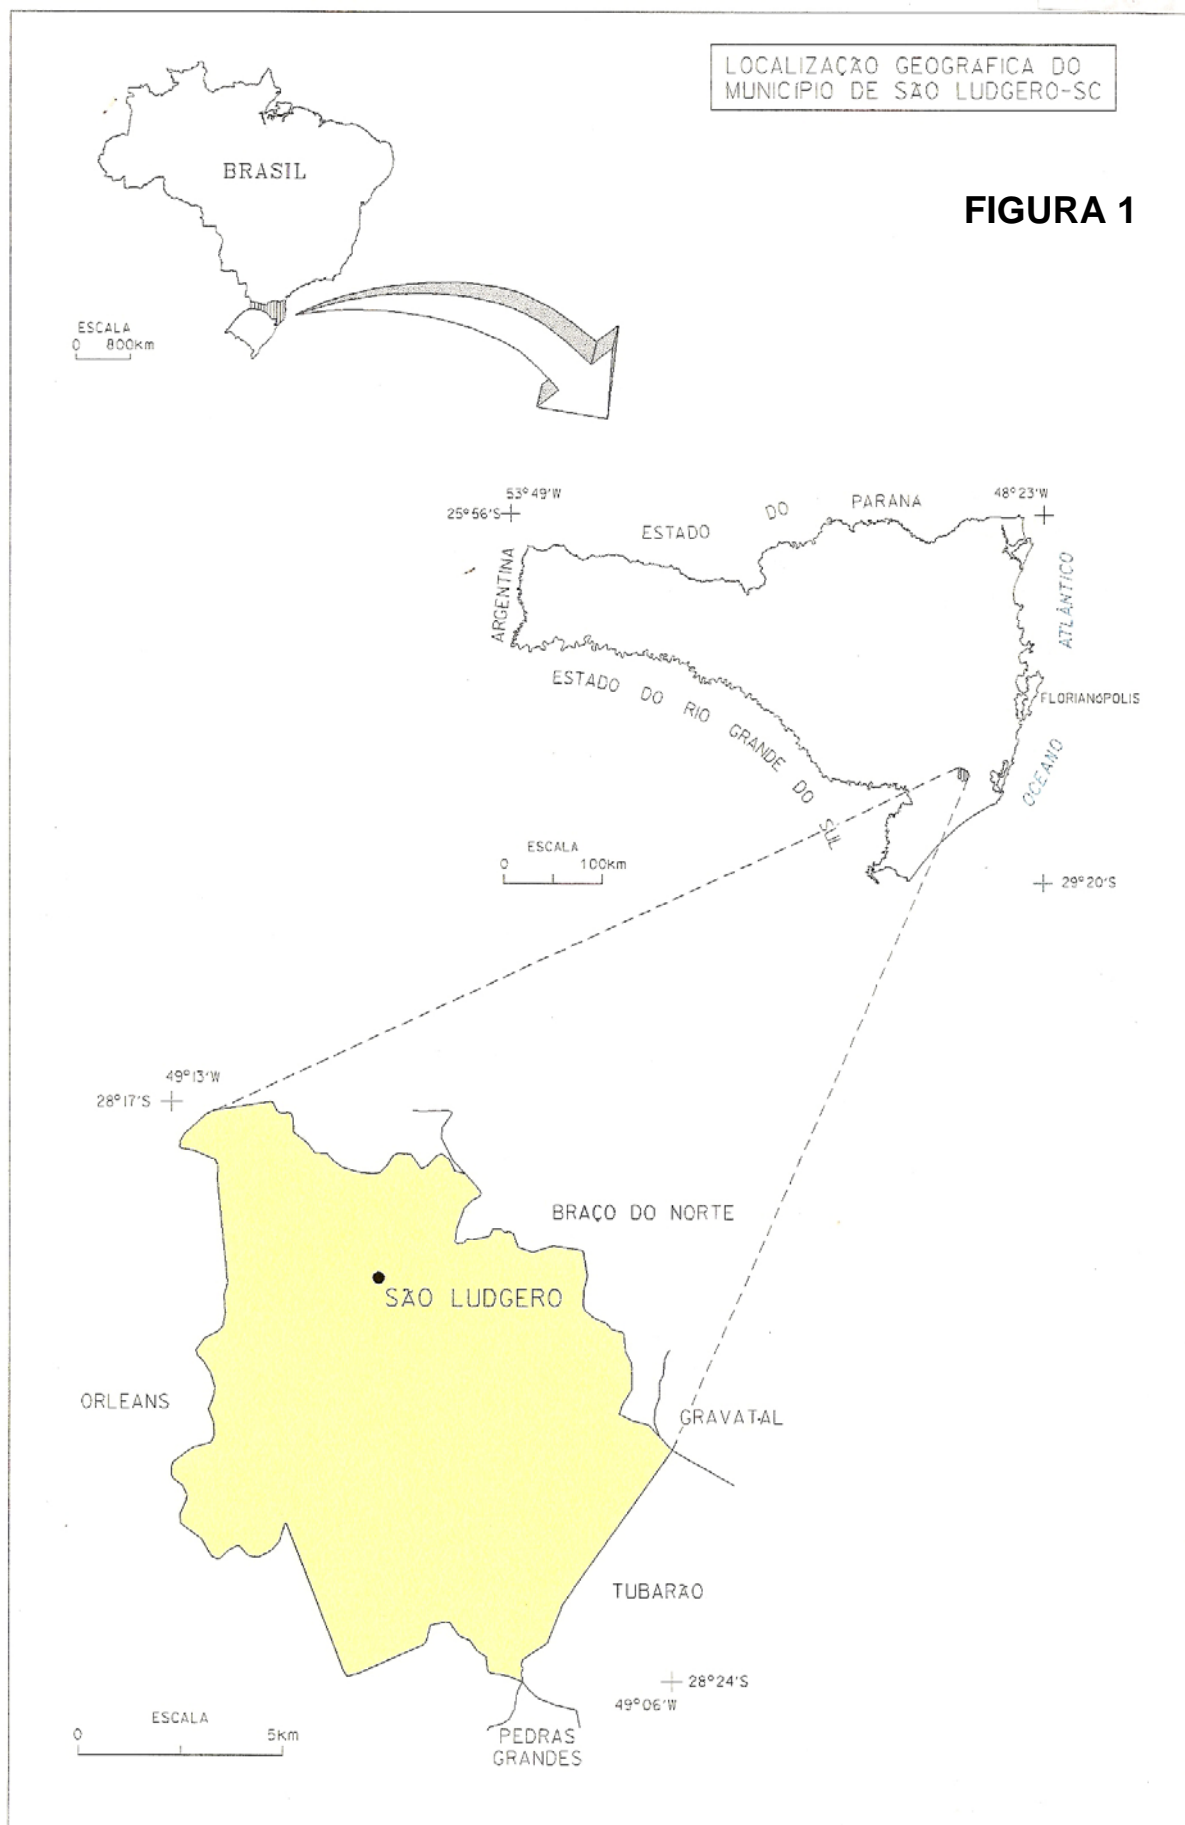 LOCALIZAÇÃO GEOGRAFICA DO
MUNICIPIO DE SÃO LUDGERO-SC
FIGURA 1
BRASIL
ESCALA
0 800km
53°49'W
48°23'W
25°56'S
ESTADO DO PARANA
ARGENTINA
ATLÂNTICO
ESTADO DO RIO GRANDE DO SUL
FLORIANÓPOLIS
OCEANO
ESCALA
0 100km
29°20'S
49°13'W
28°17'S
BRAÇO DO NORTE
SÃO LUDGERO
ORLEANS
GRAVATAL
TUBARÃO
28°24'S
49°06'W
ESCALA
0 5km
PEDRAS
GRANDES